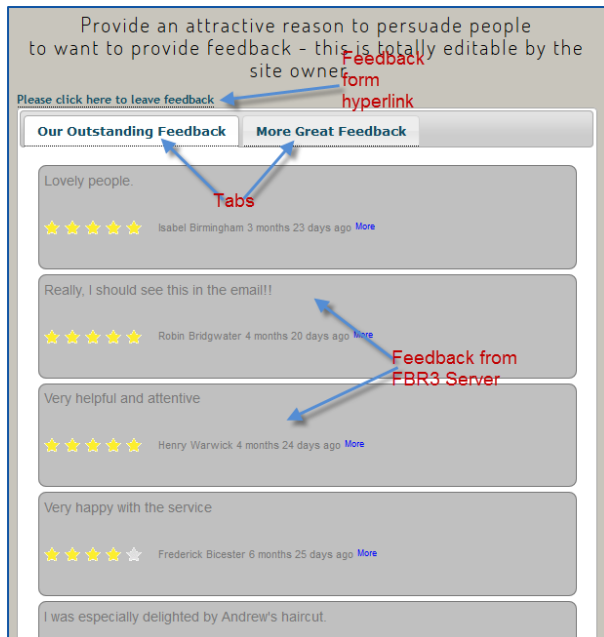 Provide an attractive reason to persuade people
to want to provide feedback - this is totally editable by the
site owner
Feedback
form
hyperlink
Please click here to leave feedback
Our Outstanding Feedback
More Great Feedback
Tabs
Lovely people.
Isabel Birmingham 3 months 23 days ago More
Really, I should see this in the email!!
Robin Bridgwater 4 months 20 days ago More
Feedback from
FBR3 Server
Very helpful and attentive
Henry Warwick 4 months 24 days ago More
Very happy with the service
Frederick Bicester 6 months 25 days ago More
I was especially delighted by Andrew's haircut.